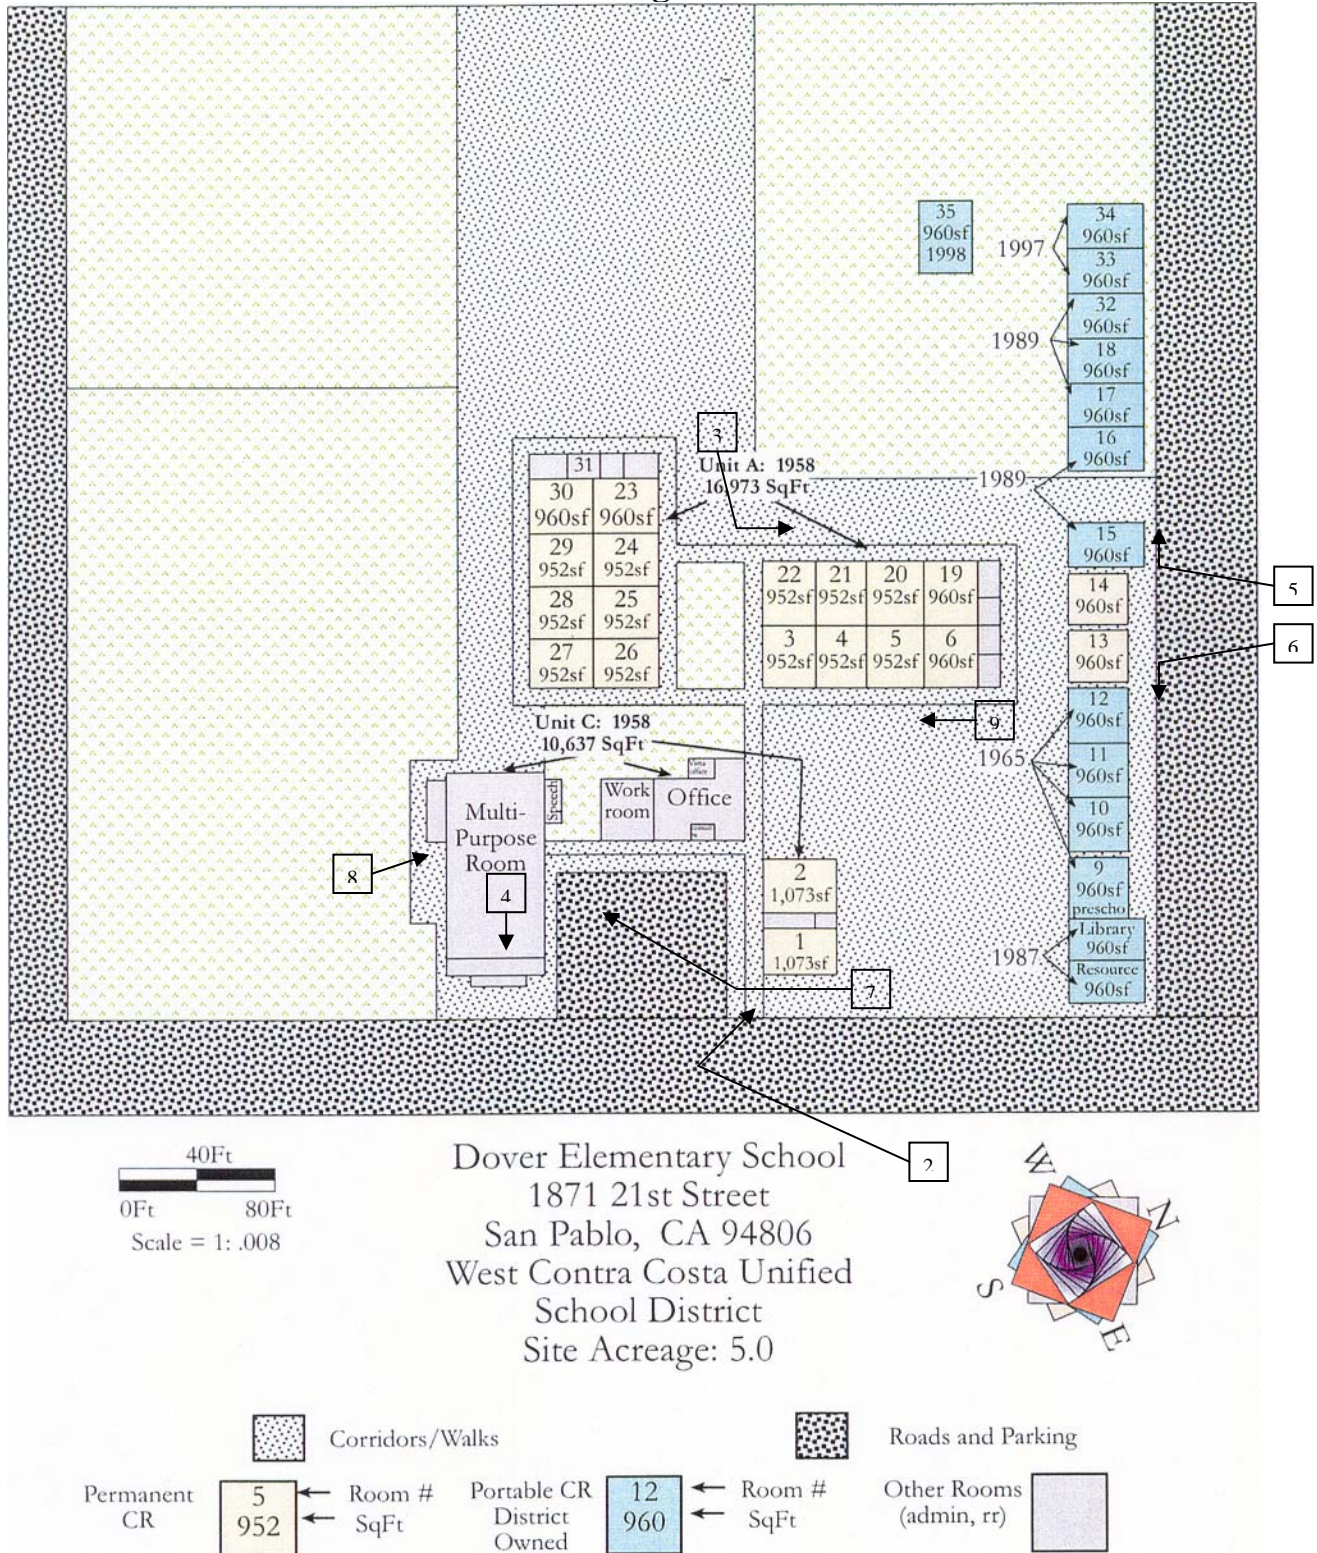 35
960sf
1998
1997
34
960sf
33
960sf
1989
32
960sf
18
960sf
17
960sf
16
960sf
1989
15
960sf
14
960sf
13
960sf
3
Unit A: 1958
16,973 SqFt
31
30
960sf
23
960sf
29
952sf
24
952sf
28
952sf
25
952sf
27
952sf
26
952sf
22
952sf
21
952sf
20
952sf
19
960sf
3
952sf
4
952sf
5
952sf
6
960sf
5
6
9
Unit C: 1958
10,637 SqFt
1965
12
960sf
11
960sf
10
960sf
9
960sf
prescho
1987
Library
960sf
Resource
960sf
Multi-
Purpose
Room
Speech
Work
room
Office
office
8
4
2
1,073sf
1
1,073sf
7
2
40Ft
0Ft 80Ft
Scale = 1: .008
Dover Elementary School
1871 21st Street
San Pablo, CA 94806
West Contra Costa Unified
School District
Site Acreage: 5.0
W
N
S
E
Corridors/Walks
Roads and Parking
Permanent
CR
5
952
Room #
SqFt
Portable CR
District
Owned
12
960
Room #
SqFt
Other Rooms
(admin, rr)